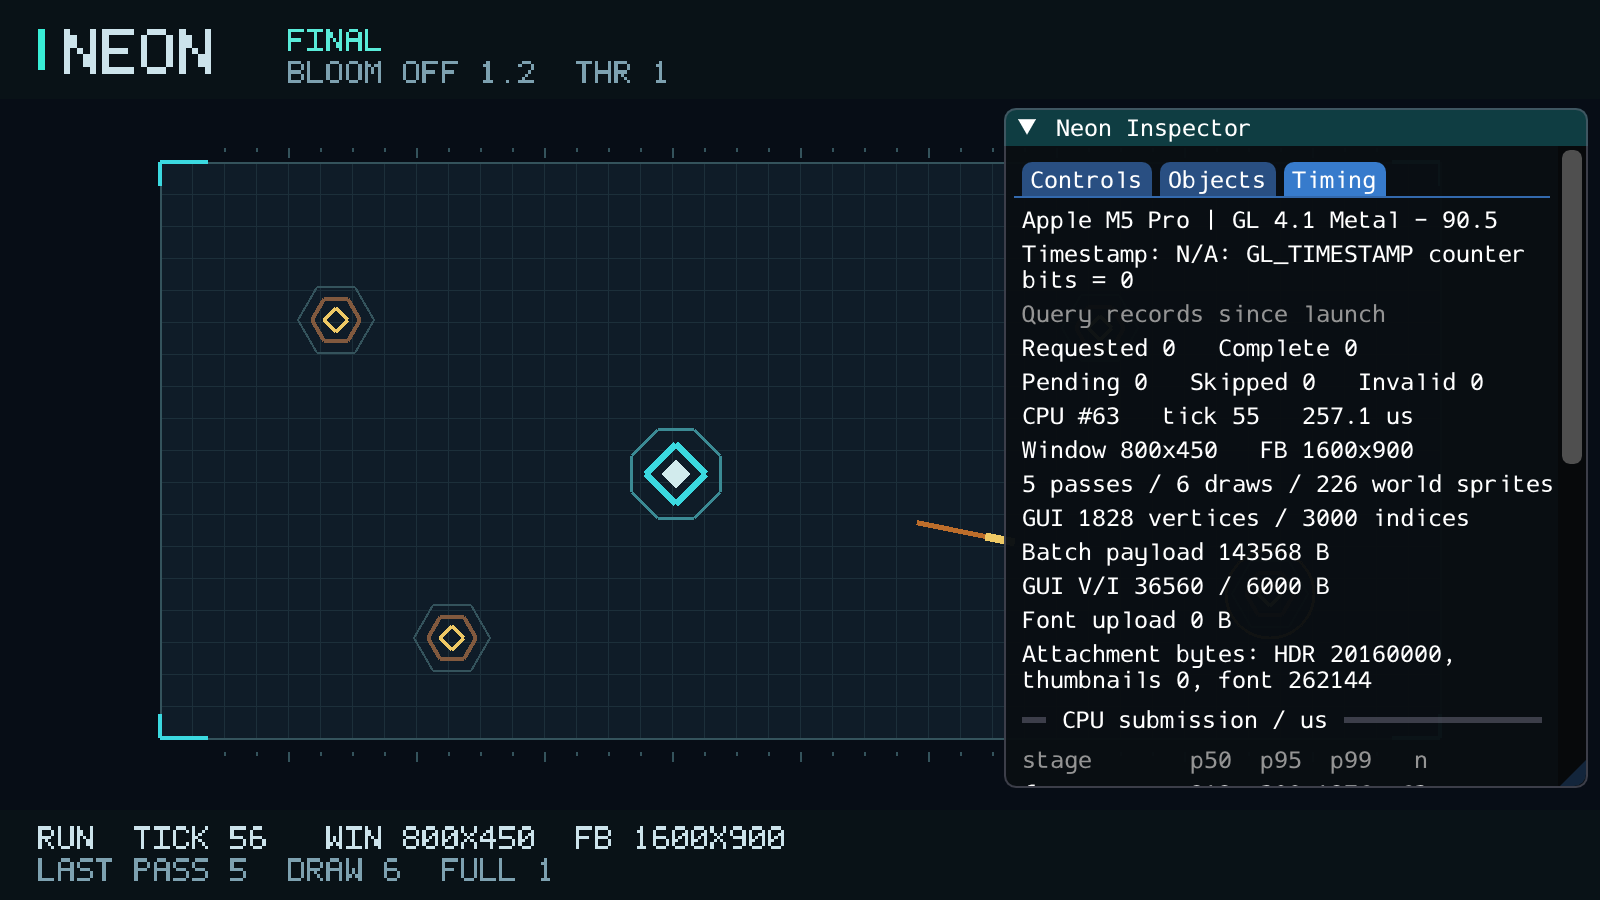 NEON
FINAL
BLOOM OFF 1.2 THR 1
Neon Inspector
Controls Objects Timing
Apple M5 Pro | GL 4.1 Metal - 90.5
Timestamp: N/A: GL_TIMESTAMP counter
bits = 0
Query records since launch
Requested 0 Complete 0
Pending 0 Skipped 0 Invalid 0
CPU #63 tick 55 257.1 us
Window 800x450 FB 1600x900
5 passes / 6 draws / 226 world sprites
GUI 1828 vertices / 3000 indices
Batch payload 143568 B
GUI V/I 36560 / 6000 B
Font upload 0 B
Attachment bytes: HDR 20160000,
thumbnails 0, font 262144
CPU submission / us
stage p50 p95 p99 n
RUN TICK 56 WIN 800X450 FB 1600X900
LAST PASS 5 DRAW 6 FULL 1